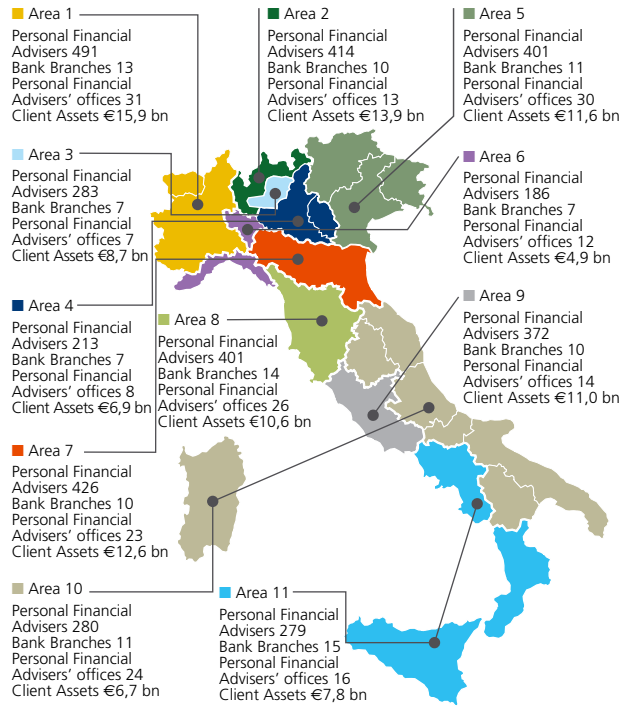 Area 1
Personal Financial
Advisers 491
Bank Branches 13
Personal Financial
Advisers' offices 31
Client Assets €15,9 bn
Area 2
Personal Financial
Advisers 414
Bank Branches 10
Personal Financial
Advisers' offices 13
Client Assets €13,9 bn
Area 5
Personal Financial
Advisers 401
Bank Branches 11
Personal Financial
Advisers' offices 30
Client Assets €11,6 bn
Area 3
Personal Financial
Advisers 283
Bank Branches 7
Personal Financial
Advisers' offices 7
Client Assets €8,7 bn
Area 6
Personal Financial
Advisers 186
Bank Branches 7
Personal Financial
Advisers' offices 12
Client Assets €4,9 bn
Area 4
Personal Financial
Advisers 213
Bank Branches 7
Personal Financial
Advisers' offices 8
Client Assets €6,9 bn
Area 8
Personal Financial
Advisers 401
Bank Branches 14
Personal Financial
Advisers' offices 26
Client Assets €10,6 bn
Area 9
Personal Financial
Advisers 372
Bank Branches 10
Personal Financial
Advisers' offices 14
Client Assets €11,0 bn
Area 7
Personal Financial
Advisers 426
Bank Branches 10
Personal Financial
Advisers' offices 23
Client Assets €12,6 bn
Area 10
Personal Financial
Advisers 280
Bank Branches 11
Personal Financial
Advisers' offices 24
Client Assets €6,7 bn
Area 11
Personal Financial
Advisers 279
Bank Branches 15
Personal Financial
Advisers' offices 16
Client Assets €7,8 bn